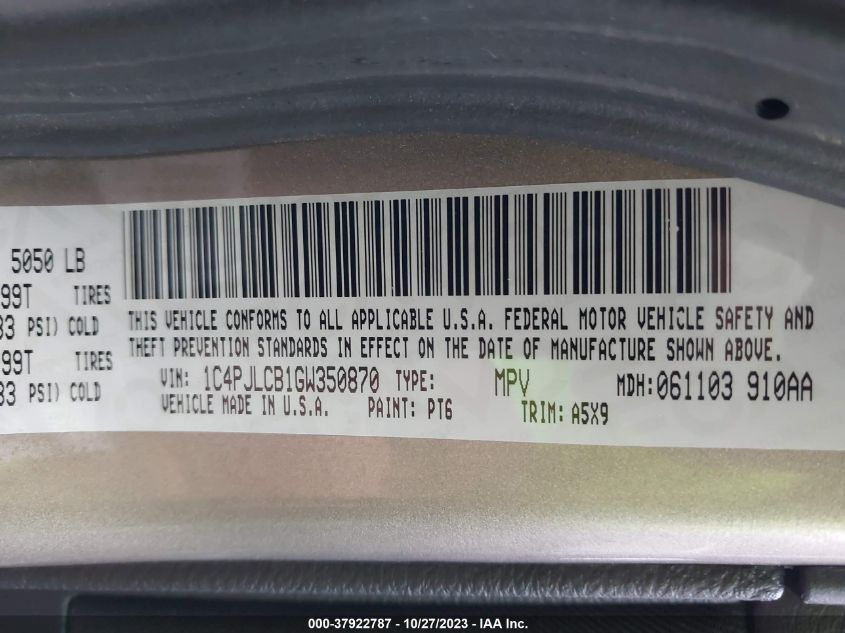 5050 LB
99T TIRES
33 PSI) COLD
99T TIRES
33 PSI) COLD
THIS VEHICLE CONFORMS TO ALL APPLICABLE U.S.A. FEDERAL MOTOR VEHICLE SAFETY AND
THEFT PREVENTION STANDARDS IN EFFECT ON THE DATE OF MANUFACTURE SHOWN ABOVE.
VIN: 1C4PJLCB1GW350870 TYPE: MPV MDH:061103 910AA
VEHICLE MADE IN U.S.A. PAINT: PT6 TRIM: A5X9
000-37922787 - 10/27/2023 - IAA Inc.